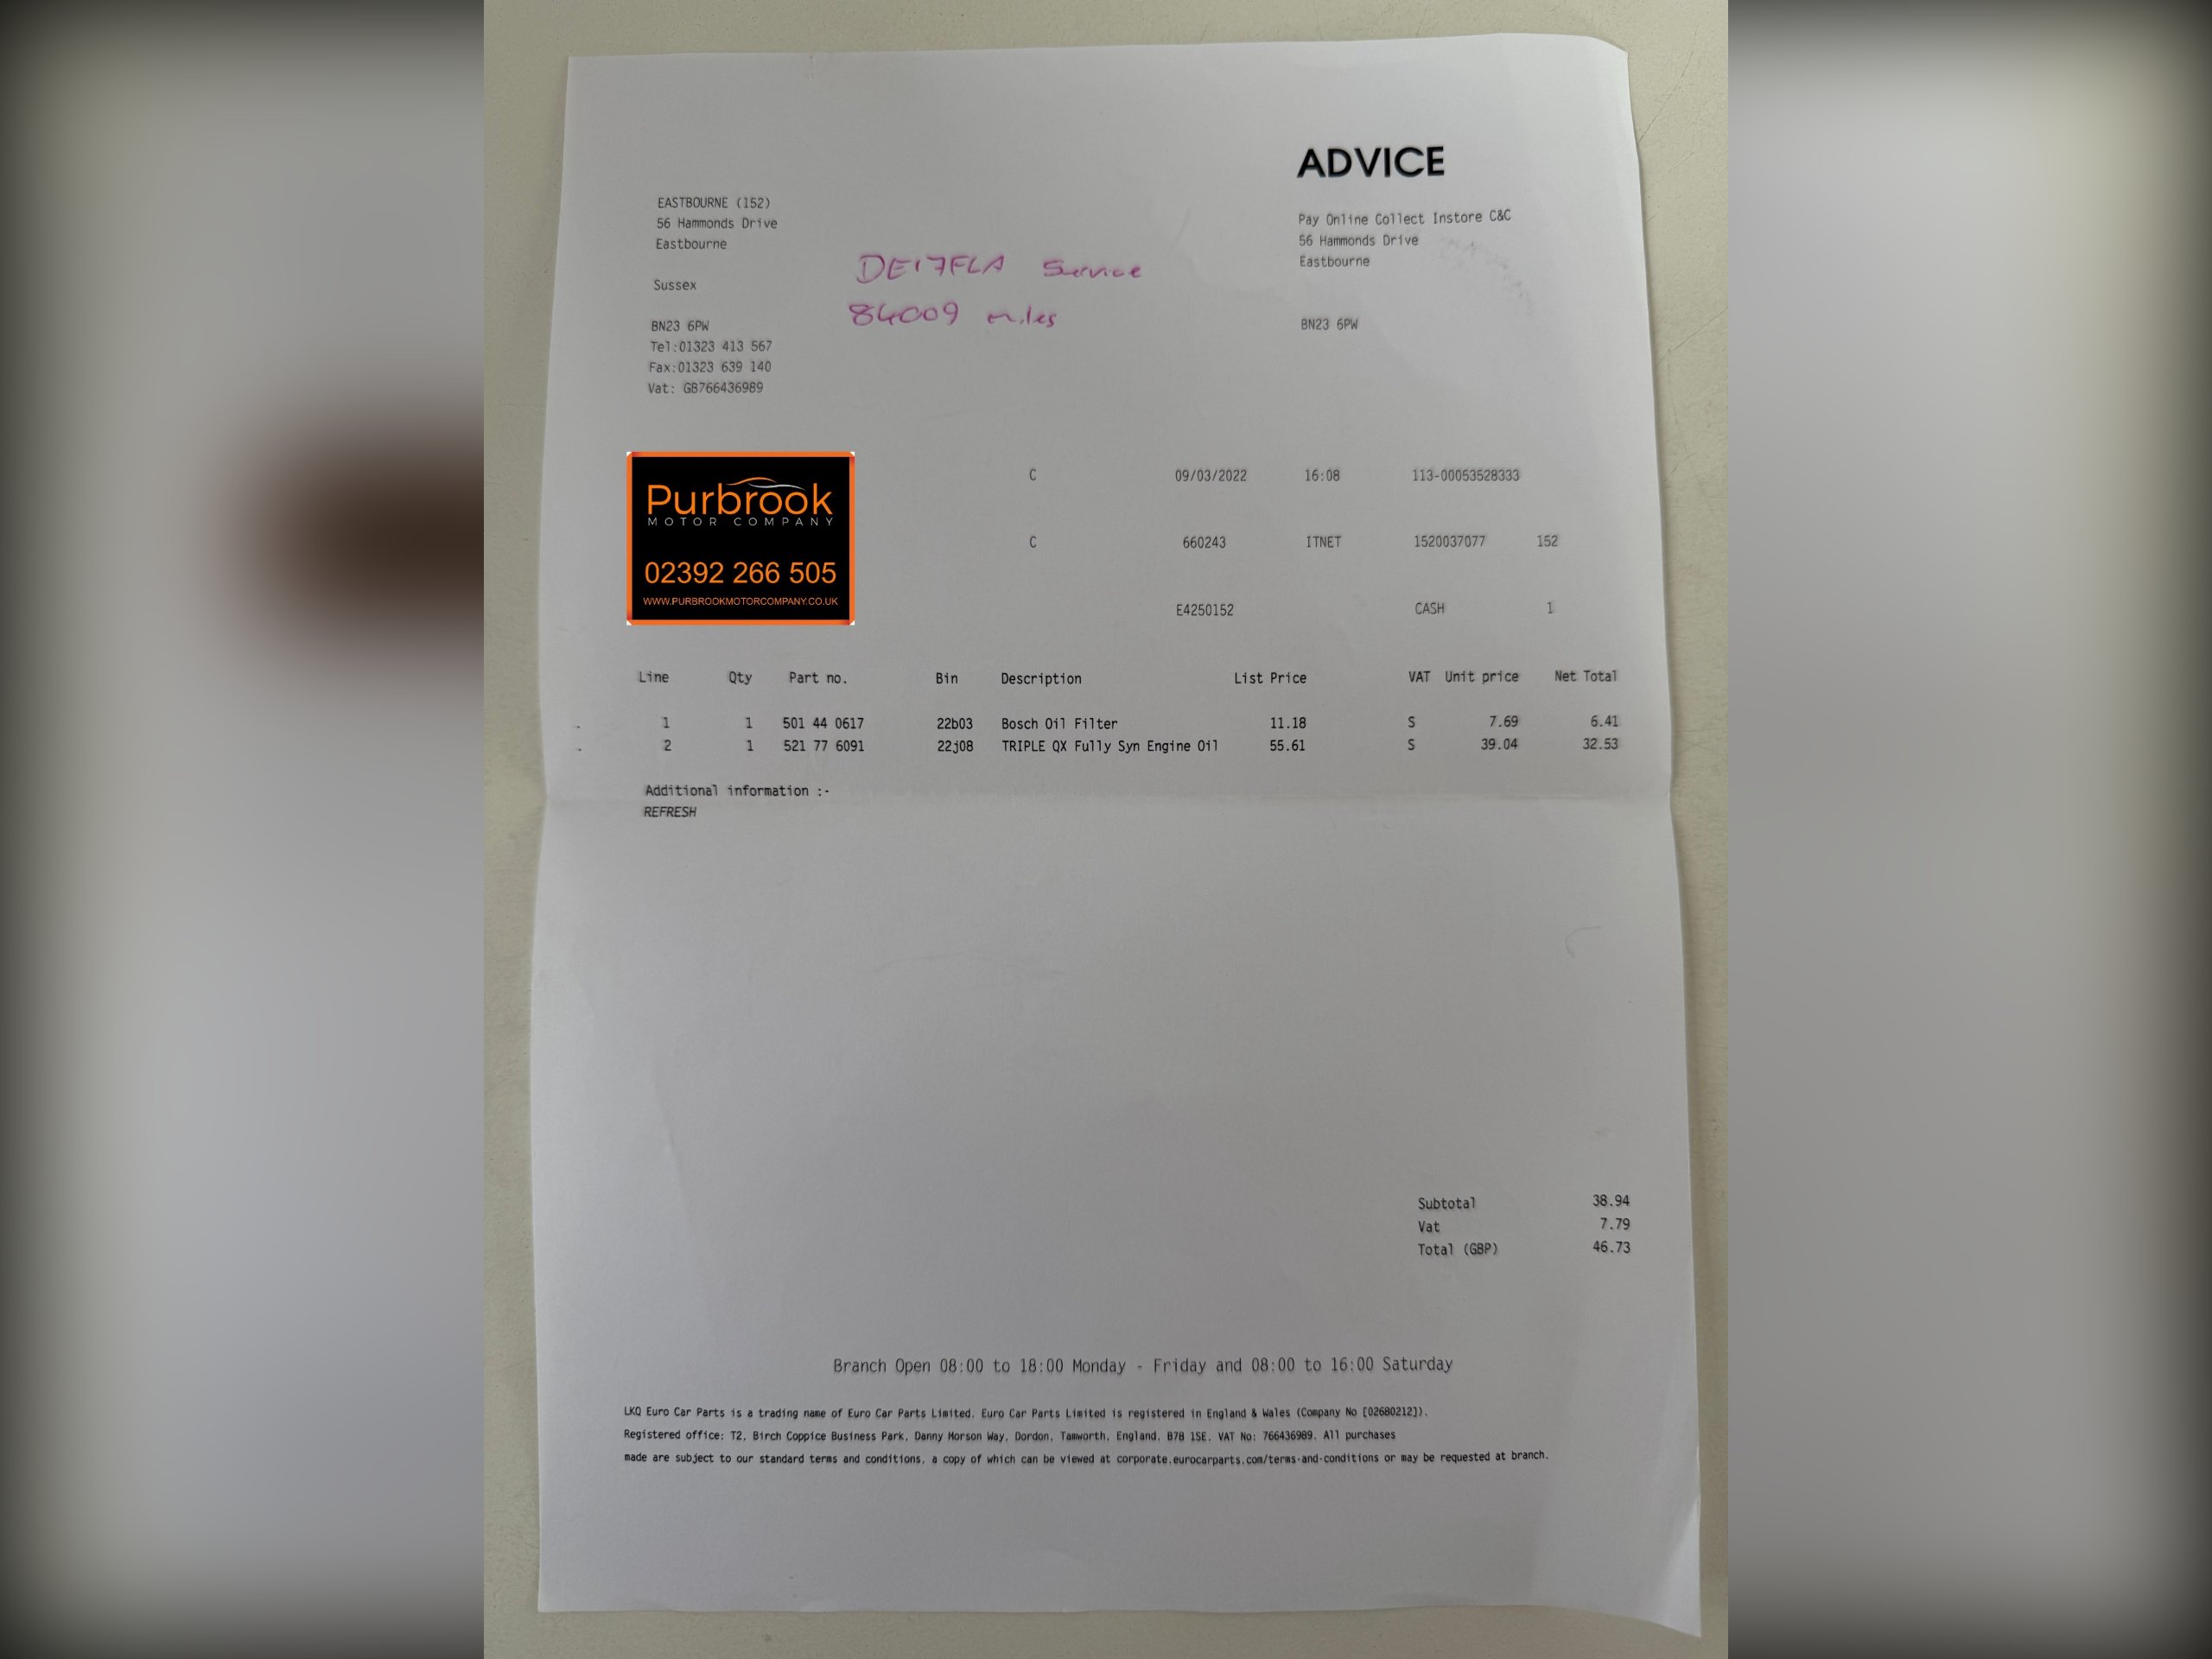 ADVICE
EASTBOURNE (152)
56 Hammonds Drive
Eastbourne
Sussex
BN23 6PW
Tel:01323 413 567
Fax:01323 639 140
Vat: GB766436989
DE17FLA Service
84009 miles
Pay Online Collect Instore C&C
56 Hammonds Drive
Eastbourne
BN23 6PW
Purbrook
MOTOR COMPANY
02392 266 505
WWW.PURBROOKMOTORCOMPANY.CO.UK
C 09/03/2022 16:08 113-00053528333
C 660243 ITNET 1520037077 152
E4250152 CASH 1
Line Qty Part no. Bin Description List Price VAT Unit price Net Total
1 1 501 44 0617 22b03 Bosch Oil Filter 11.18 S 7.69 6.41
2 1 521 77 6091 22j08 TRIPLE QX Fully Syn Engine Oil 55.61 S 39.04 32.53
Additional information :-
REFRESH
Subtotal 38.94
Vat 7.79
Total (GBP) 46.73
Branch Open 08:00 to 18:00 Monday - Friday and 08:00 to 16:00 Saturday
LKQ Euro Car Parts is a trading name of Euro Car Parts Limited. Euro Car Parts Limited is registered in England & Wales (Company No [02680212]).
Registered office: T2, Birch Coppice Business Park, Danny Morson Way, Dordon, Tamworth, England, B78 1SE. VAT No: 766436989. All purchases
made are subject to our standard terms and conditions, a copy of which can be viewed at corporate.eurocarparts.com/terms-and-conditions or may be requested at branch.